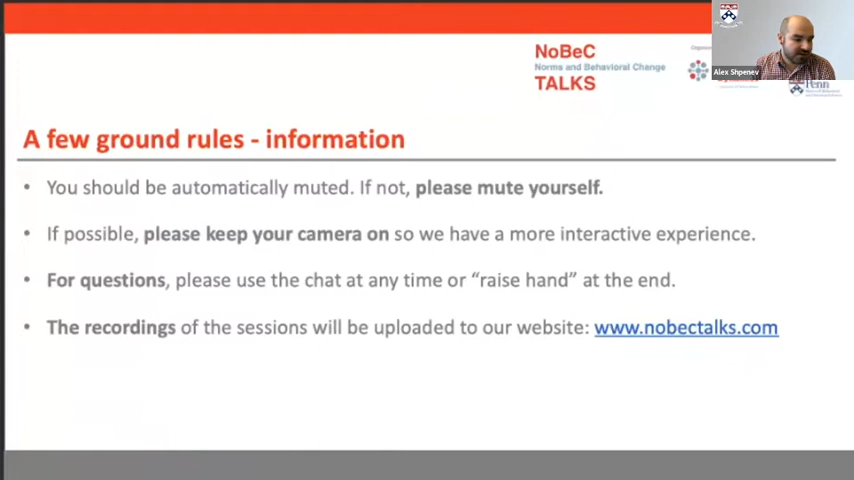 NoBeC
Norms and Behavioral Change
TALKS
Alex Shpenev
Penn
A few ground rules - information
• You should be automatically muted. If not, please mute yourself.
• If possible, please keep your camera on so we have a more interactive experience.
• For questions, please use the chat at any time or “raise hand” at the end.
• The recordings of the sessions will be uploaded to our website: www.nobectalks.com